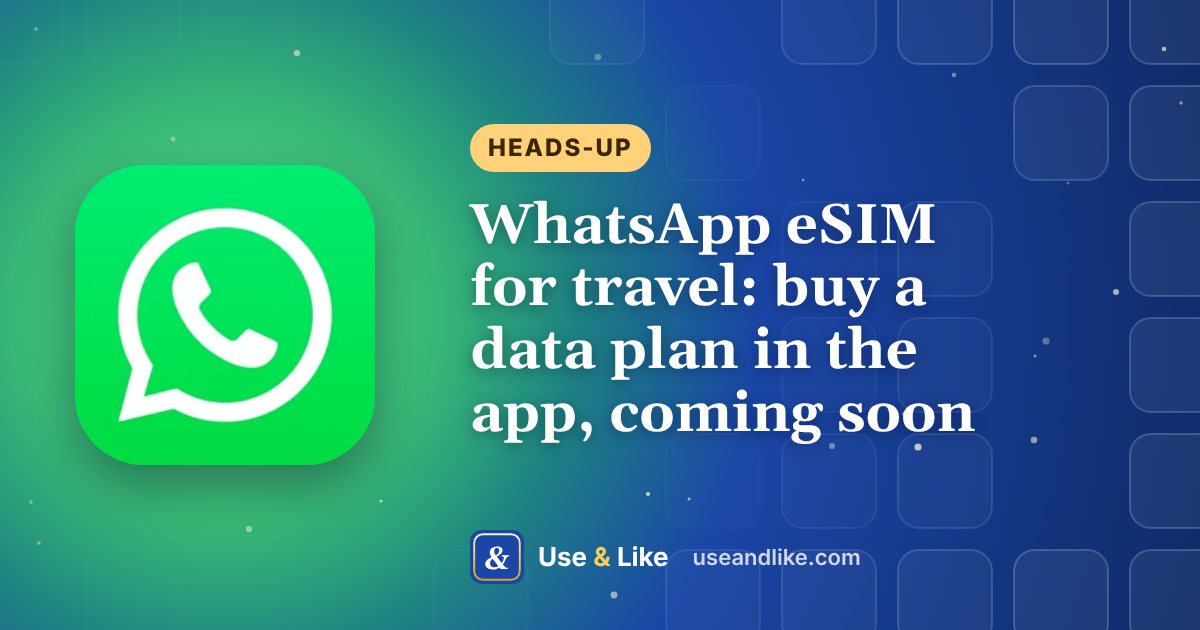 HEADS-UP
WhatsApp eSIM
for travel: buy a
data plan in the
app, coming soon
& Use & Like useandlike.com